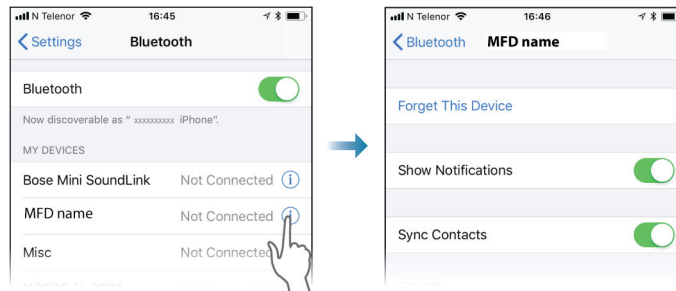 N Telenor 16:45
Settings Bluetooth
Bluetooth
Now discoverable as “ xxxxxxxxxx iPhone”.
MY DEVICES
Bose Mini SoundLink Not Connected
MFD name Not Connected
Misc Not Connected
N Telenor 16:46
Bluetooth MFD name
Forget This Device
Show Notifications
Sync Contacts